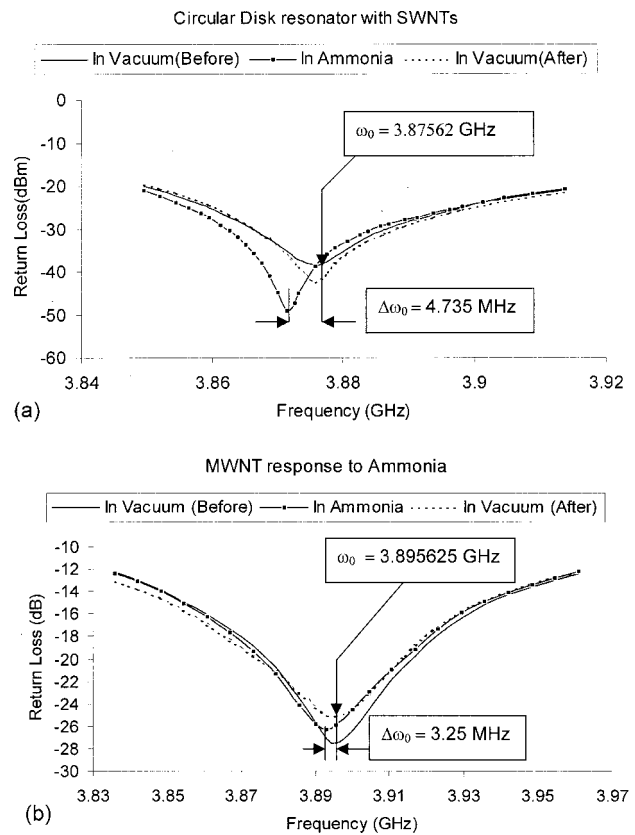 Circular Disk resonator with SWNTs
In Vacuum(Before) In Ammonia In Vacuum(After)
0
-10
-20
-30
-40
-50
-60
Return Loss(dBm)
ω0 = 3.87562 GHz
Δω0 = 4.735 MHz
3.84 3.86 3.88 3.9 3.92
Frequency (GHz)
(a)
MWNT response to Ammonia
In Vacuum (Before) In Ammonia In Vacuum (After)
-10
-12
-14
-16
-18
-20
-22
-24
-26
-28
-30
Return Loss (dB)
ω0 = 3.895625 GHz
Δω0 = 3.25 MHz
3.83 3.85 3.87 3.89 3.91 3.93 3.95 3.97
Frequency (GHz)
(b)